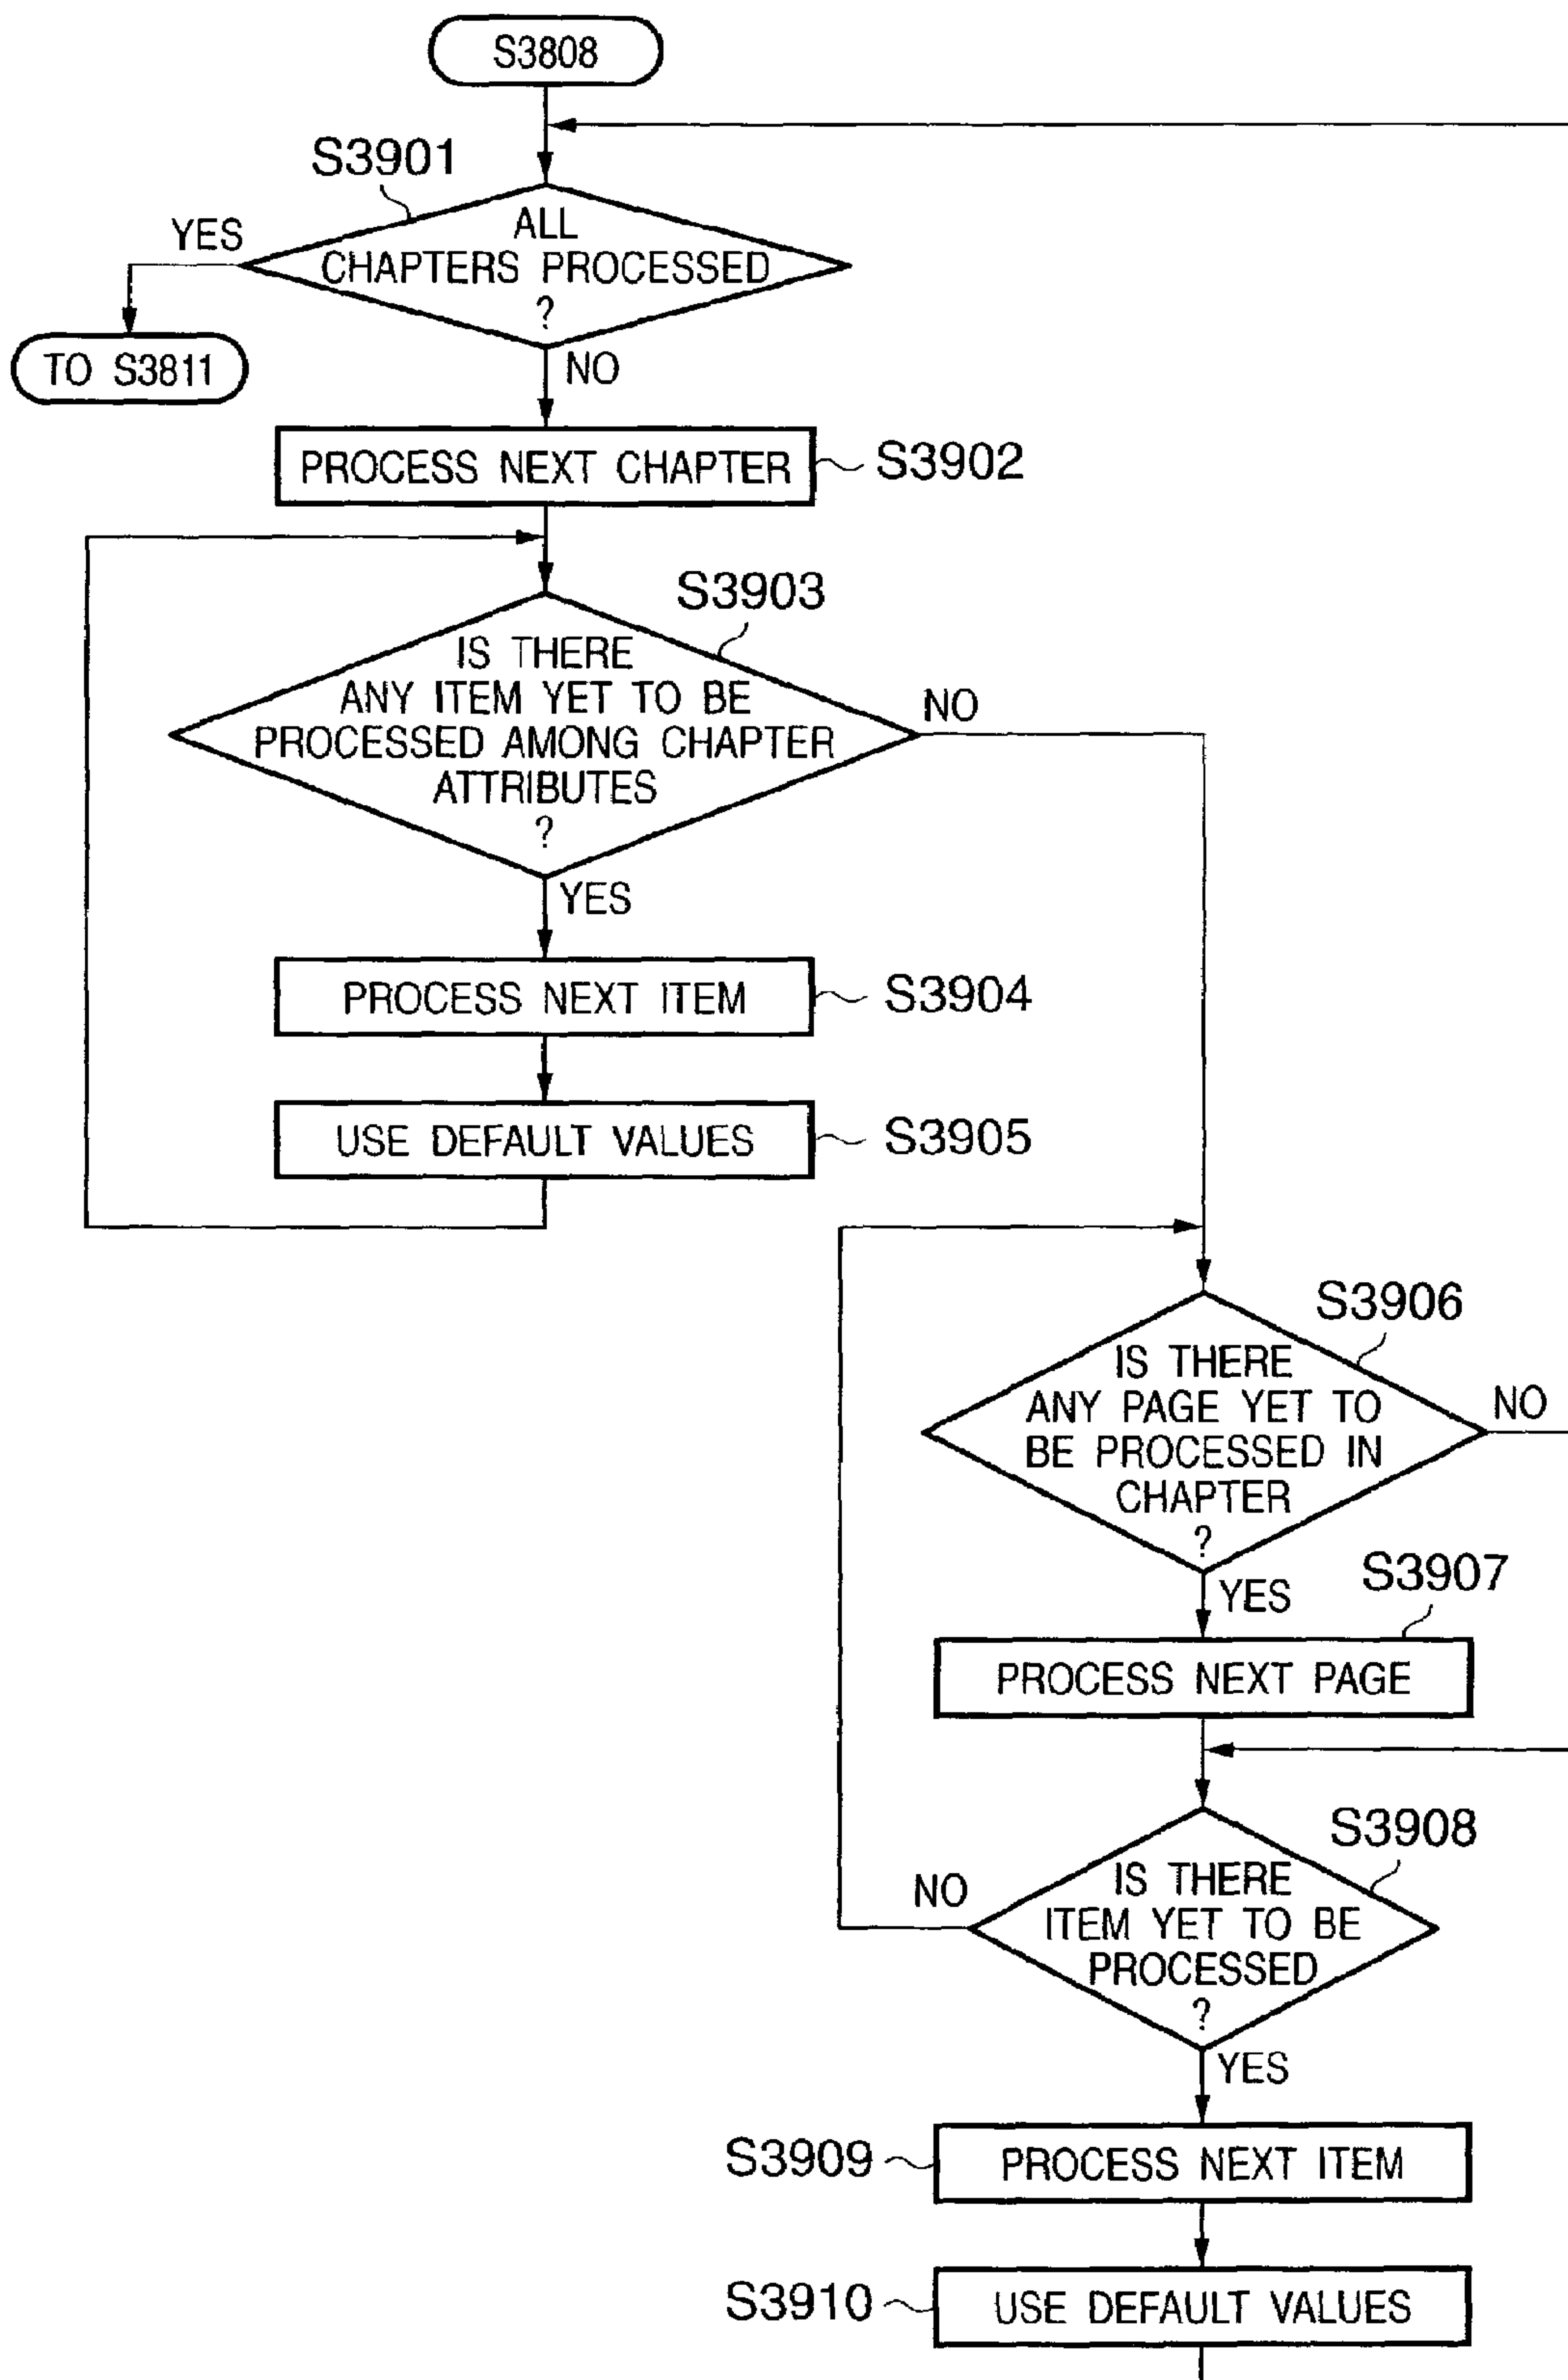 S3808
S3901
YES
ALL
CHAPTERS PROCESSED
?
TO S3811
NO
PROCESS NEXT CHAPTER
S3902
S3903
IS THERE
ANY ITEM YET TO BE
PROCESSED AMONG CHAPTER
ATTRIBUTES
?
NO
YES
PROCESS NEXT ITEM
S3904
USE DEFAULT VALUES
S3905
S3906
IS THERE
ANY PAGE YET TO
BE PROCESSED IN
CHAPTER
?
NO
YES
S3907
PROCESS NEXT PAGE
S3908
NO
IS THERE
ITEM YET TO BE
PROCESSED
?
YES
S3909
PROCESS NEXT ITEM
S3910
USE DEFAULT VALUES